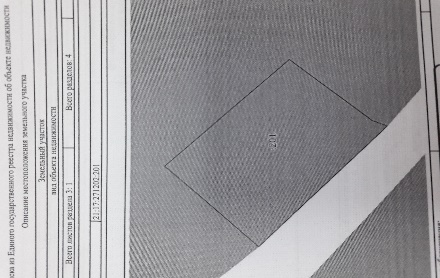 ска из Единого государственного реестра недвижимости об объекте недвижимости
Описание местоположения земельного участка
Земельный участок
вид объекта недвижимости
Всего листов раздела 3: 1
Всего разделов: 4
21:17:271202:201
:201